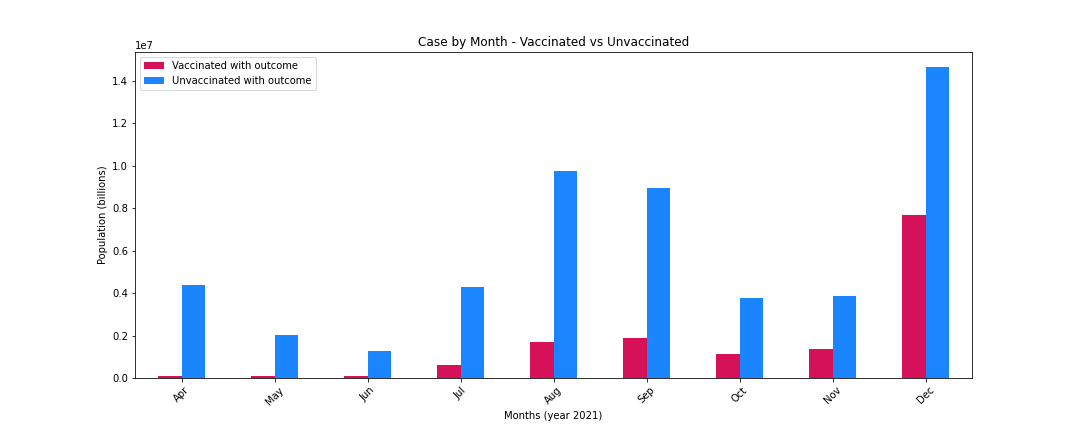 Case by Month - Vaccinated vs Unvaccinated
1e7
Vaccinated with outcome
Unvaccinated with outcome
1.4
1.2
1.0
0.8
0.6
0.4
0.2
0.0
Population (billions)
Apr
May
Jun
Jul
Aug
Sep
Oct
Nov
Dec
Months (year 2021)